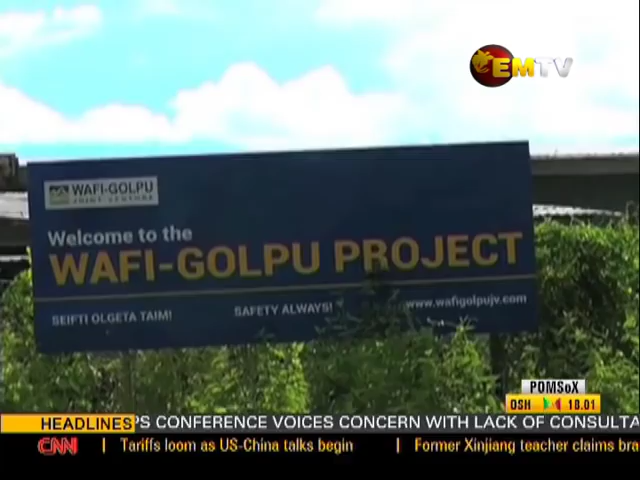 EMTV
WAFI-GOLPU
JOINT VENTURE
Welcome to the
WAFI-GOLPU PROJECT
SEIFTI OLGETA TAIM! SAFETY ALWAYS! www.wafigolpujv.com
POMSoX
OSH 18.01
HEADLINES PS CONFERENCE VOICES CONCERN WITH LACK OF CONSULTA
CNN | Tariffs loom as US-China talks begin | Former Xinjiang teacher claims bra